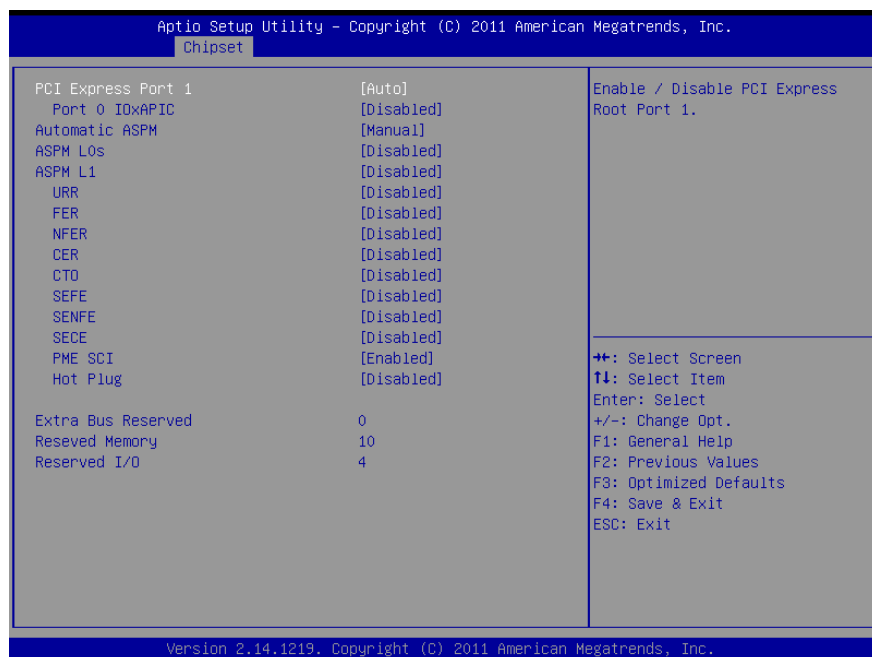 Aptio Setup Utility – Copyright (C) 2011 American Megatrends, Inc.
Chipset
PCI Express Port 1 [Auto]
Port 0 IOxAPIC [Disabled]
Automatic ASPM [Manual]
ASPM L0s [Disabled]
ASPM L1 [Disabled]
URR [Disabled]
FER [Disabled]
NFER [Disabled]
CER [Disabled]
CTO [Disabled]
SEFE [Disabled]
SENFE [Disabled]
SECE [Disabled]
PME SCI [Enabled]
Hot Plug [Disabled]
Extra Bus Reserved 0
Reseved Memory 10
Reserved I/O 4
Enable / Disable PCI Express
Root Port 1.
→←: Select Screen
↑↓: Select Item
Enter: Select
+/-: Change Opt.
F1: General Help
F2: Previous Values
F3: Optimized Defaults
F4: Save & Exit
ESC: Exit
Version 2.14.1219. Copyright (C) 2011 American Megatrends, Inc.